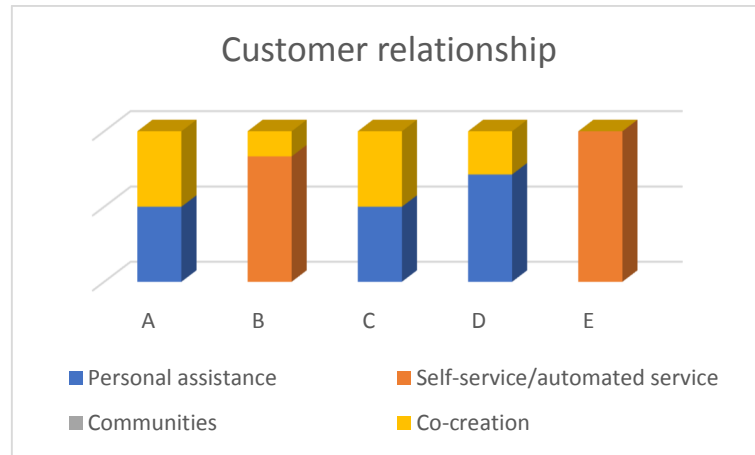 Customer relationship
A B C D E
Personal assistance Self-service/automated service
Communities Co-creation